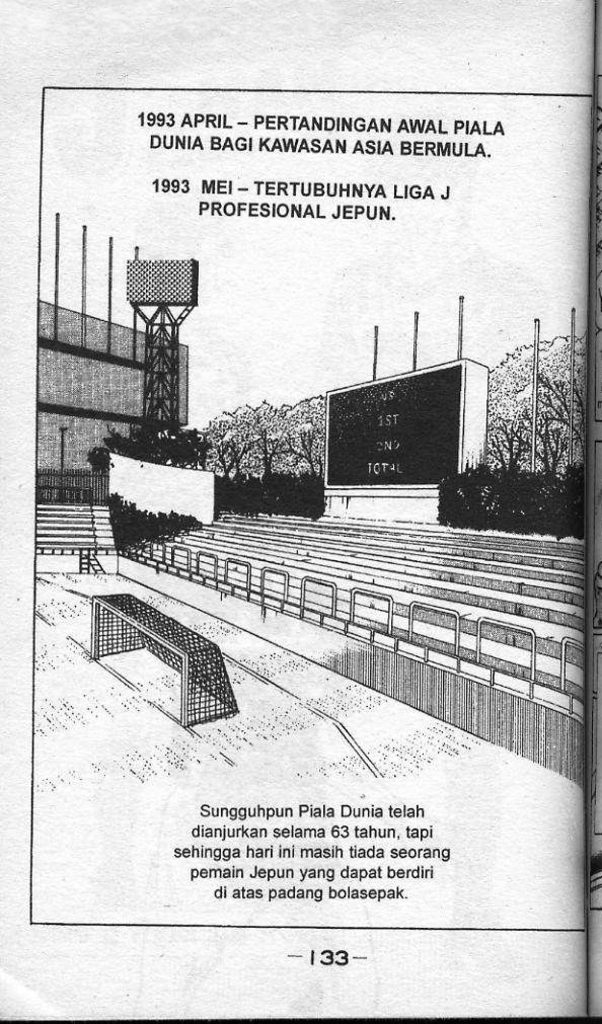 1993 APRIL – PERTANDINGAN AWAL PIALA
DUNIA BAGI KAWASAN ASIA BERMULA.
1993 MEI – TERTUBUHNYA LIGA J
PROFESIONAL JEPUN.
1ST
2ND
TOTAL
Sungguhpun Piala Dunia telah
dianjurkan selama 63 tahun, tapi
sehingga hari ini masih tiada seorang
pemain Jepun yang dapat berdiri
di atas padang bolasepak.
–133–